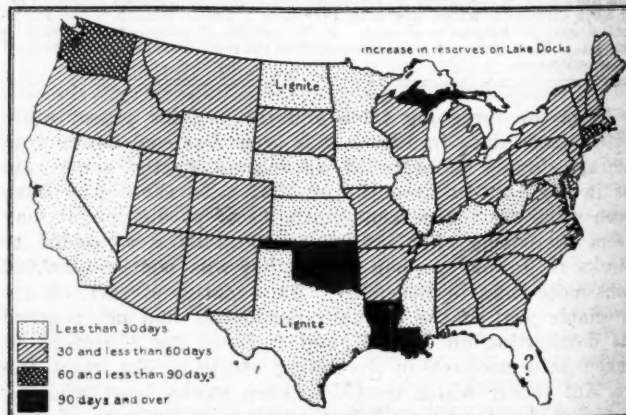 increase in reserves on Lake Docks
Lignite
Lignite
?
Less than 30 days
30 and less than 60 days
60 and less than 90 days
90 days and over